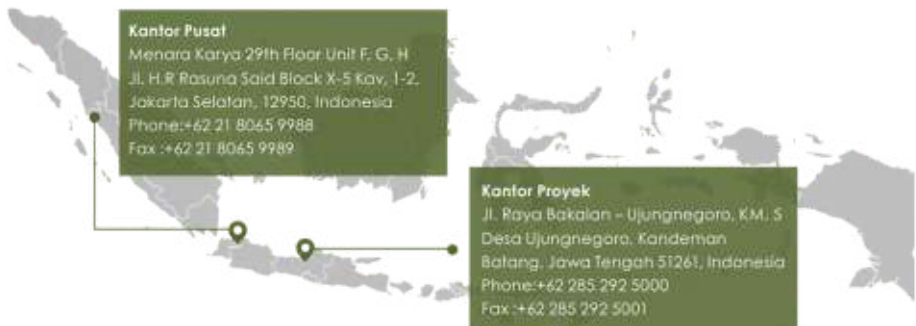 Kantor Pusat
Menara Karya 29th Floor Unit F, G, H
Jl. H.R Rasuna Said Block X-5 Kav, 1-2,
Jakarta Selatan, 12950, Indonesia
Phone:+62 21 8065 9988
Fax :+62 21 8065 9989
Kantor Proyek
Jl. Raya Bakalan – Ujungnegoro, KM. 5
Desa Ujungnegoro, Kandeman
Batang, Jawa Tengah 51261, Indonesia
Phone:+62 285 292 5000
Fax :+62 285 292 5001